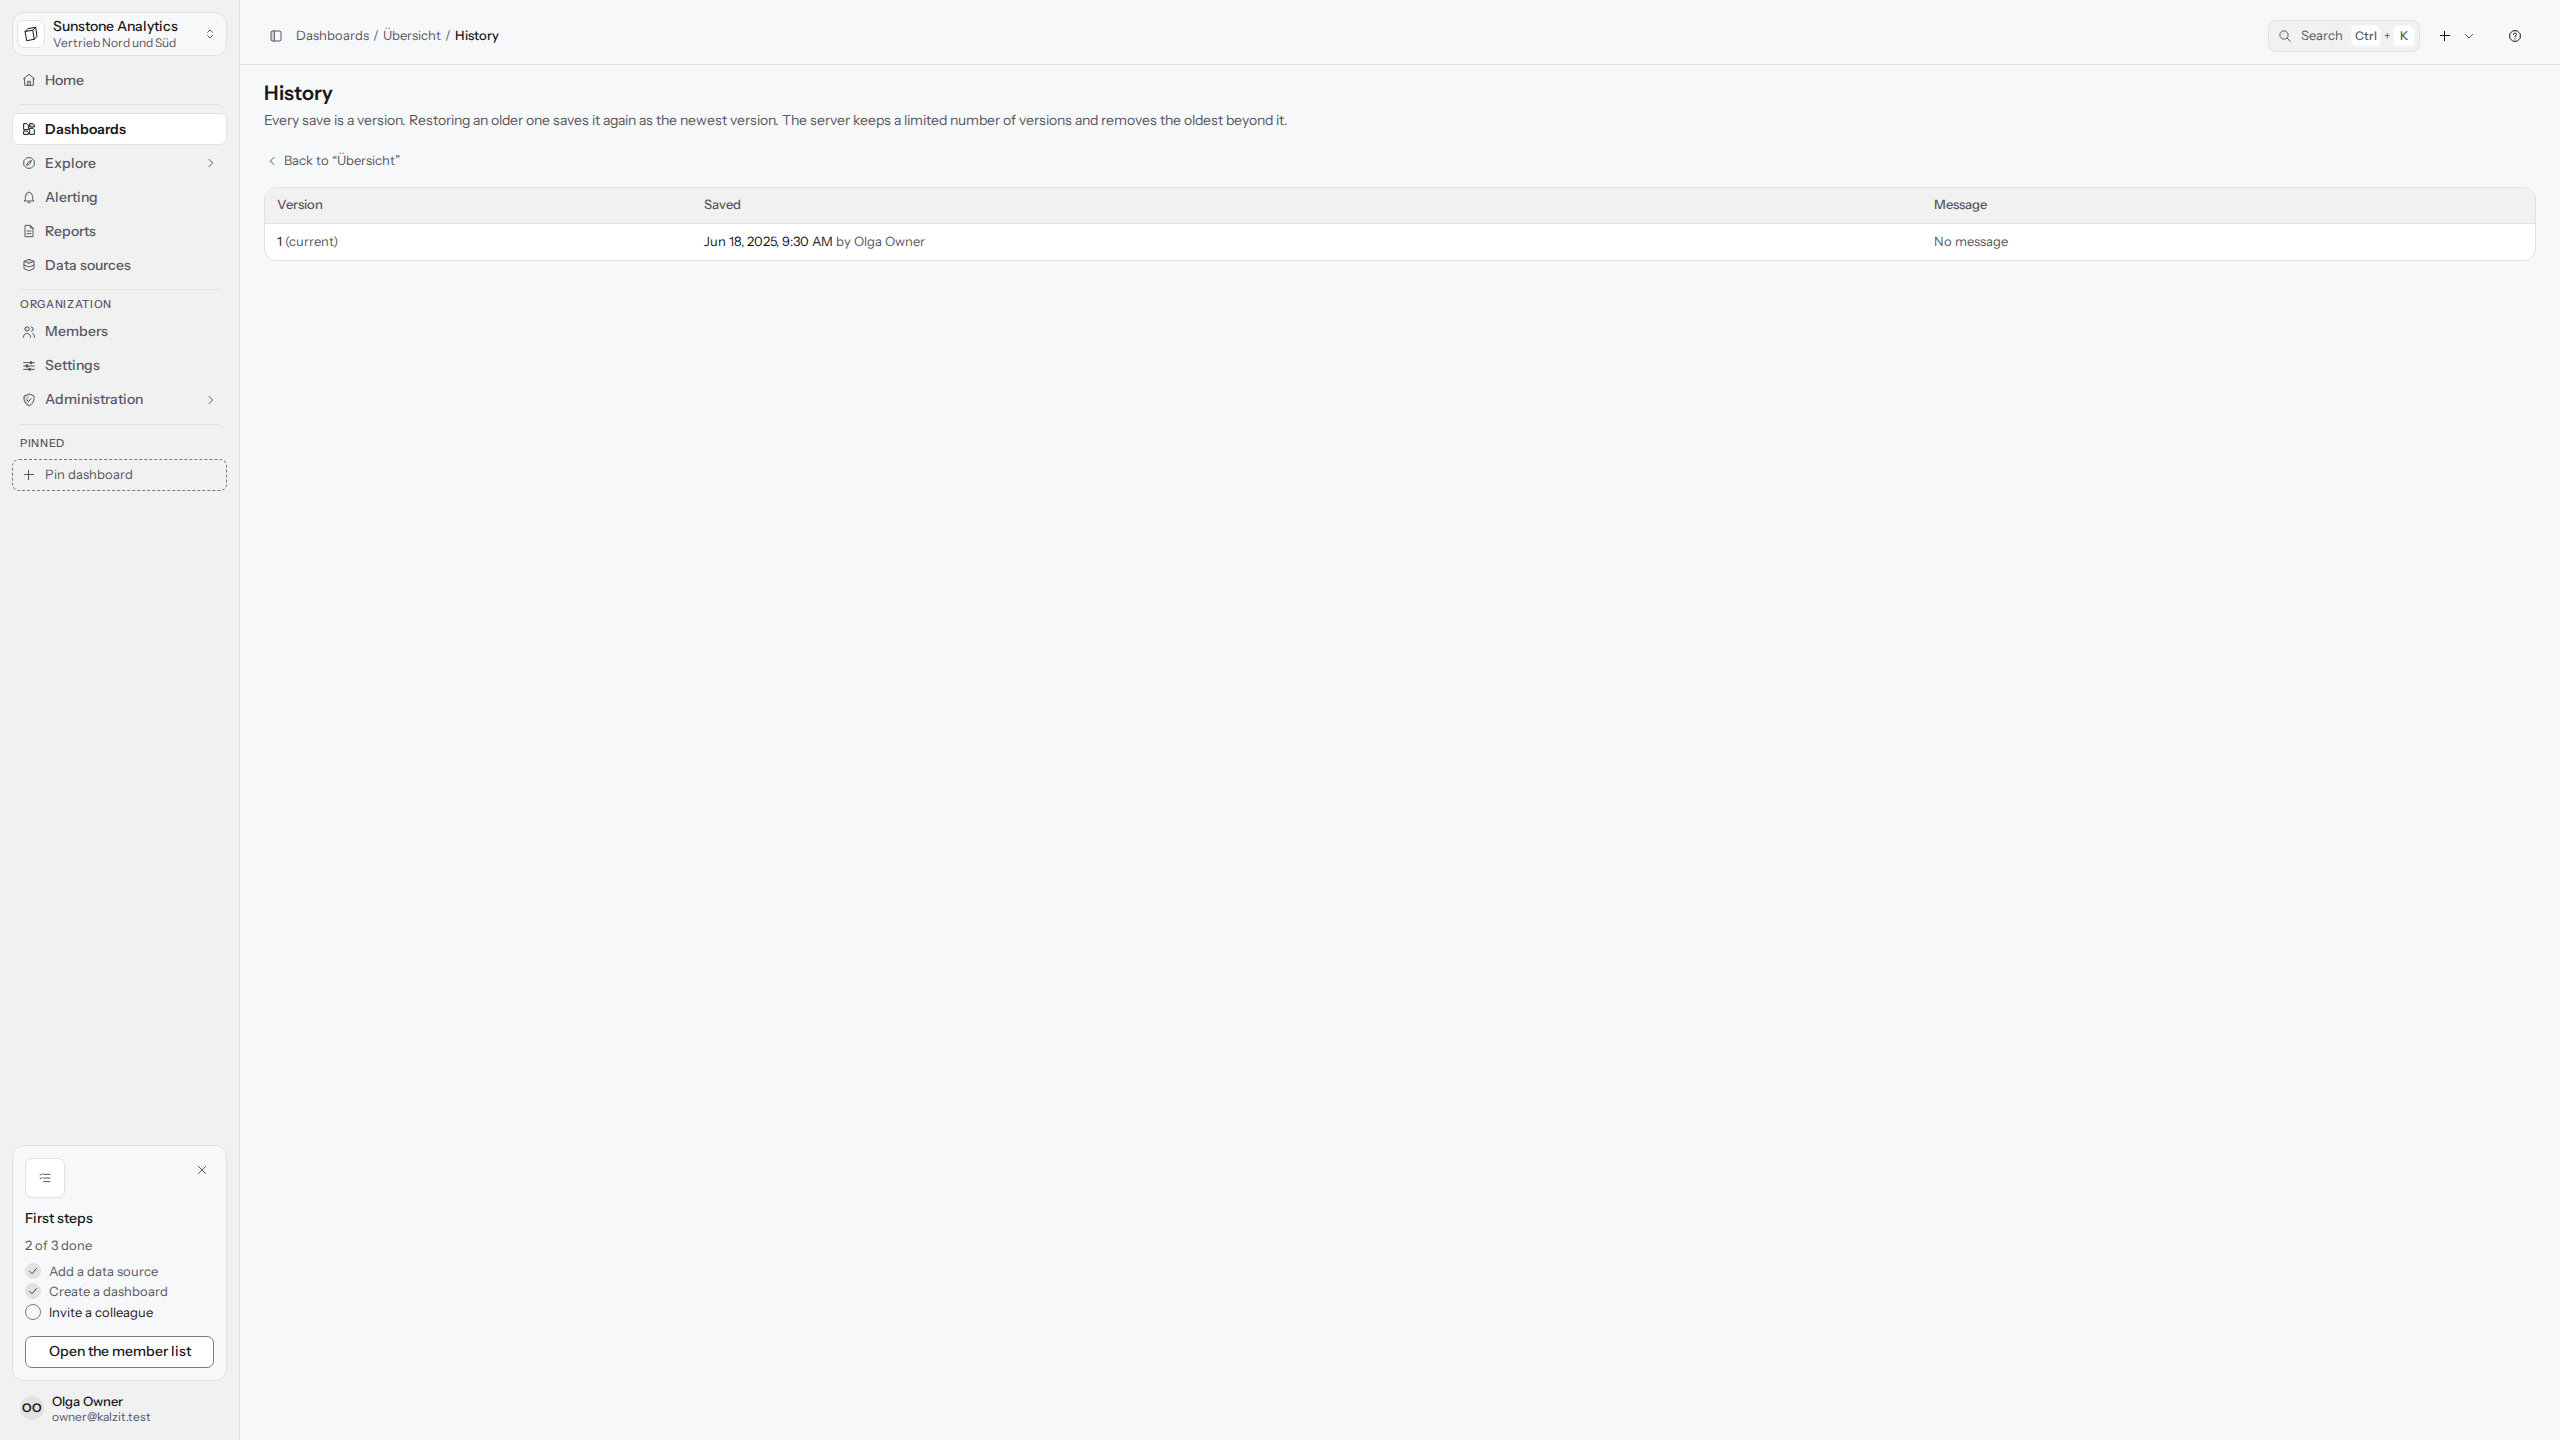 Sunstone Analytics
Vertrieb Nord und Süd
Home
Dashboards
Explore
Alerting
Reports
Data sources
ORGANIZATION
Members
Settings
Administration
PINNED
Pin dashboard
First steps
2 of 3 done
Add a data source
Create a dashboard
Invite a colleague
Open the member list
OO
Olga Owner
owner@kalzit.test
Dashboards / Übersicht / History
Search Ctrl + K
History
Every save is a version. Restoring an older one saves it again as the newest version. The server keeps a limited number of versions and removes the oldest beyond it.
Back to “Übersicht”
Version Saved Message
1 (current) Jun 18, 2025, 9:30 AM by Olga Owner No message